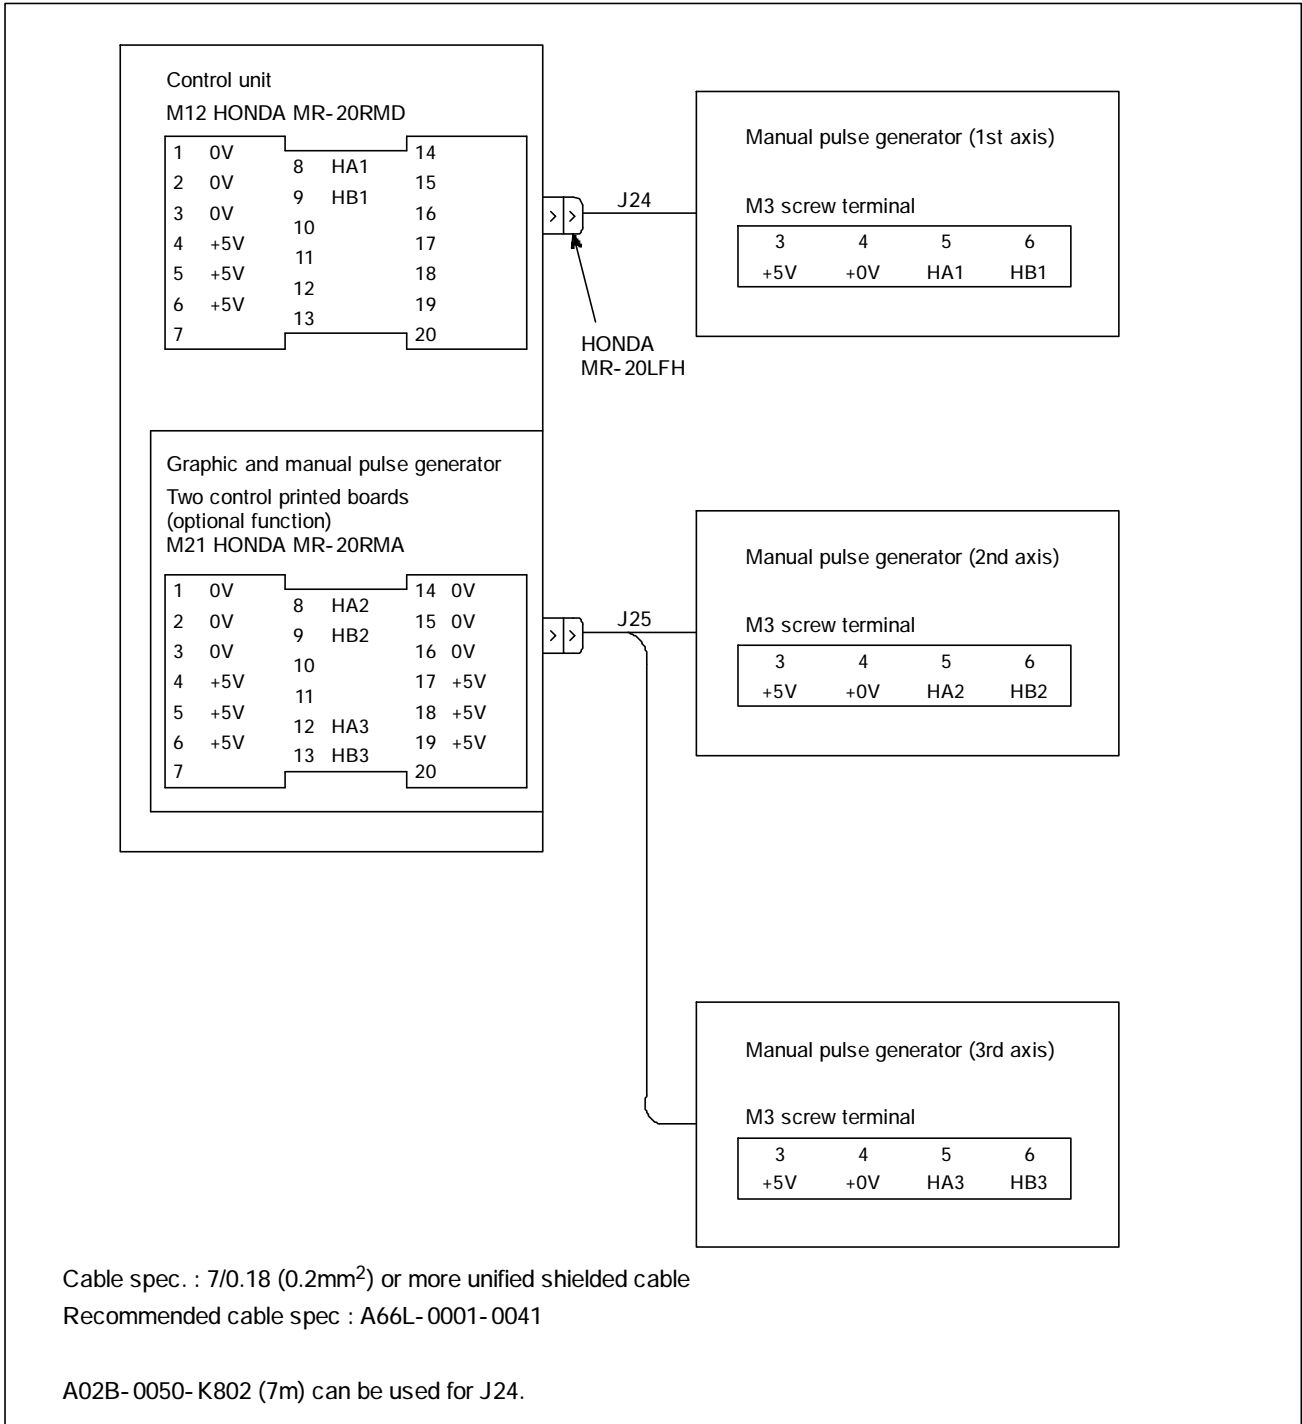 Control unit
M12 HONDA MR-20RMD
1 0V 8 HA1 14
2 0V 9 HB1 15
3 0V 10 16
4 +5V 11 17
5 +5V 12 18
6 +5V 13 19
7 20
J24
HONDA
MR-20LFH
Manual pulse generator (1st axis)
M3 screw terminal
3 4 5 6
+5V +0V HA1 HB1
Graphic and manual pulse generator
Two control printed boards
(optional function)
M21 HONDA MR-20RMA
1 0V 8 HA2 14 0V
2 0V 9 HB2 15 0V
3 0V 10 16 0V
4 +5V 11 17 +5V
5 +5V 12 HA3 18 +5V
6 +5V 13 HB3 19 +5V
7 20
J25
Manual pulse generator (2nd axis)
M3 screw terminal
3 4 5 6
+5V +0V HA2 HB2
Manual pulse generator (3rd axis)
M3 screw terminal
3 4 5 6
+5V +0V HA3 HB3
Cable spec. : 7/0.18 (0.2mm²) or more unified shielded cable
Recommended cable spec : A66L-0001-0041
A02B-0050-K802 (7m) can be used for J24.